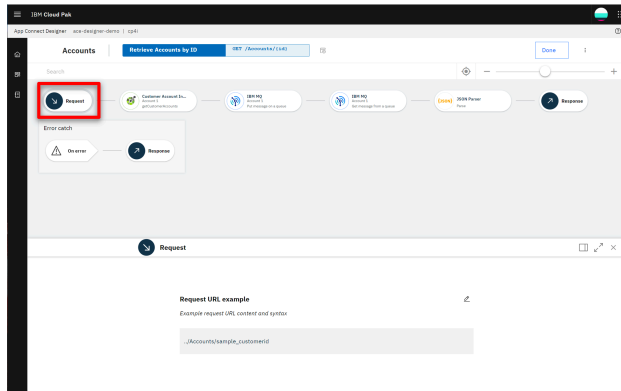 IBM Cloud Pak
App Connect Designer ace-designer-demo | cp4i
Accounts
Retrieve Accounts by ID
GET /Accounts/{id}
Done
Search
Request
Customer Account In...
Account 1
getCustomerAccounts
IBM MQ
Account 1
Put message on a queue
IBM MQ
Account 1
Get message from a queue
{JSON}
JSON Parser
Parse
Response
Error catch
On error
Response
Request
Request URL example
Example request URL content and syntax
../Accounts/sample_customerid